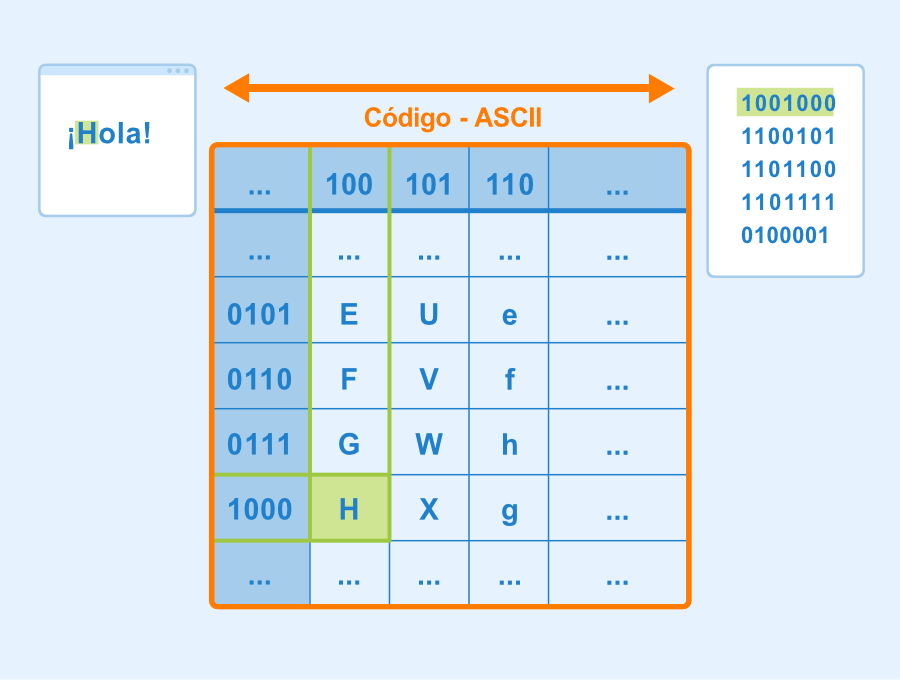 ¡Hola!
Código - ASCII
... 100 101 110 ...
... ... ... ... ...
0101 E U e ...
0110 F V f ...
0111 G W h ...
1000 H X g ...
... ... ... ... ...
1001000
1100101
1101100
1101111
0100001